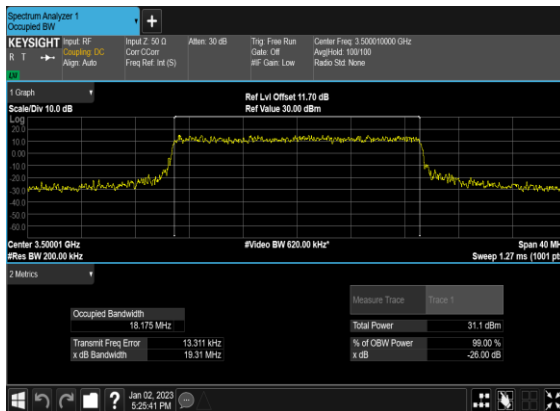 Spectrum Analyzer 1
Occupied BW
KEYSIGHT Input: RF Input Z: 50 Ω Atten: 30 dB Trig: Free Run Center Freq: 3.500010000 GHz
R T Coupling: DC Corr CCorr Gate: Off Avg|Hold: 100/100
Align: Auto Freq Ref: Int (S) #IF Gain: Low Radio Std: None
LXI
1 Graph
Ref Lvl Offset 11.70 dB
Scale/Div 10.0 dB Ref Value 30.00 dBm
Log
20.0
10.0
0.00
-10.0
-20.0
-30.0
-40.0
-50.0
-60.0
Center 3.50001 GHz #Video BW 620.00 kHz* Span 40 MH
#Res BW 200.00 kHz Sweep 1.27 ms (1001 pts
2 Metrics
Measure Trace Trace 1
Occupied Bandwidth
18.175 MHz Total Power 31.1 dBm
Transmit Freq Error 13.311 kHz % of OBW Power 99.00 %
x dB Bandwidth 19.31 MHz x dB -26.00 dB
Jan 02, 2023
5:25:41 PM